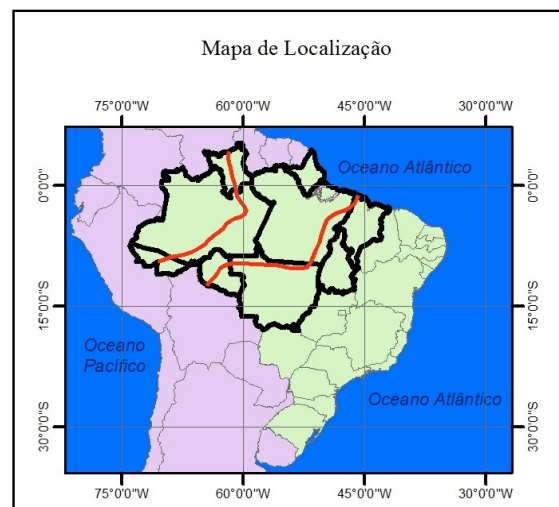 Mapa de Localização
75°0'0"W 60°0'0"W 45°0'0"W 30°0'0"W
Oceano Atlântico
0°0'0" 0°0'0"
15°0'0"S 15°0'0"S
Oceano
Pacífico
Oceano Atlântico
30°0'0"S 30°0'0"S
75°0'0"W 60°0'0"W 45°0'0"W 30°0'0"W